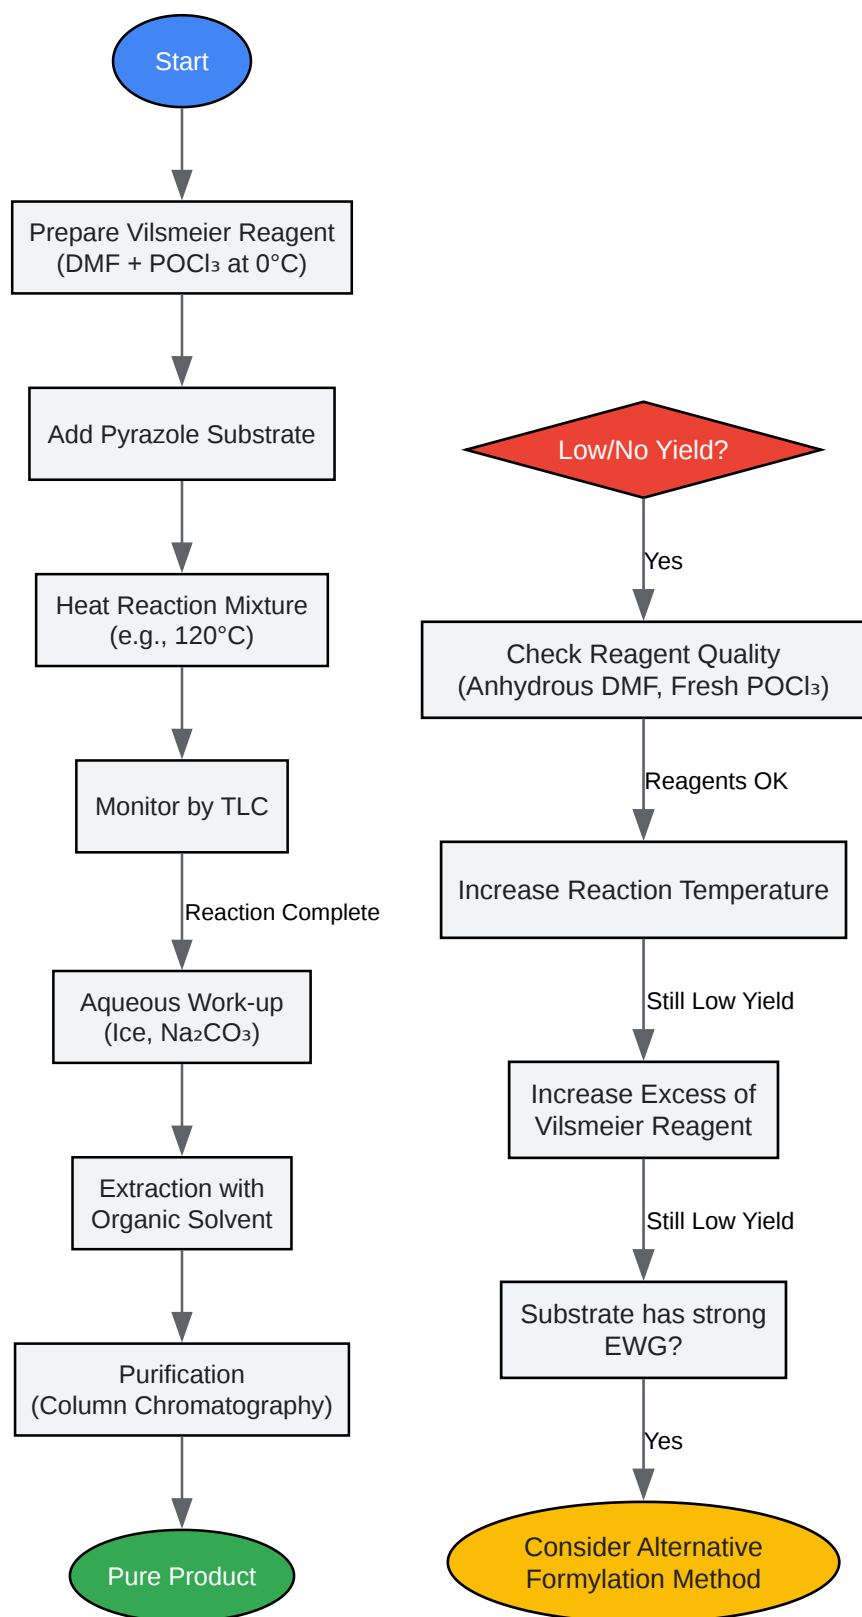 Start
Prepare Vilsmeier Reagent
(DMF + POCl₃ at 0°C)
Add Pyrazole Substrate
Heat Reaction Mixture
(e.g., 120°C)
Monitor by TLC
Reaction Complete
Aqueous Work-up
(Ice, Na₂CO₃)
Extraction with
Organic Solvent
Purification
(Column Chromatography)
Pure Product
Low/No Yield?
Yes
Check Reagent Quality
(Anhydrous DMF, Fresh POCl₃)
Reagents OK
Increase Reaction Temperature
Still Low Yield
Increase Excess of
Vilsmeier Reagent
Still Low Yield
Substrate has strong
EWG?
Yes
Consider Alternative
Formylation Method